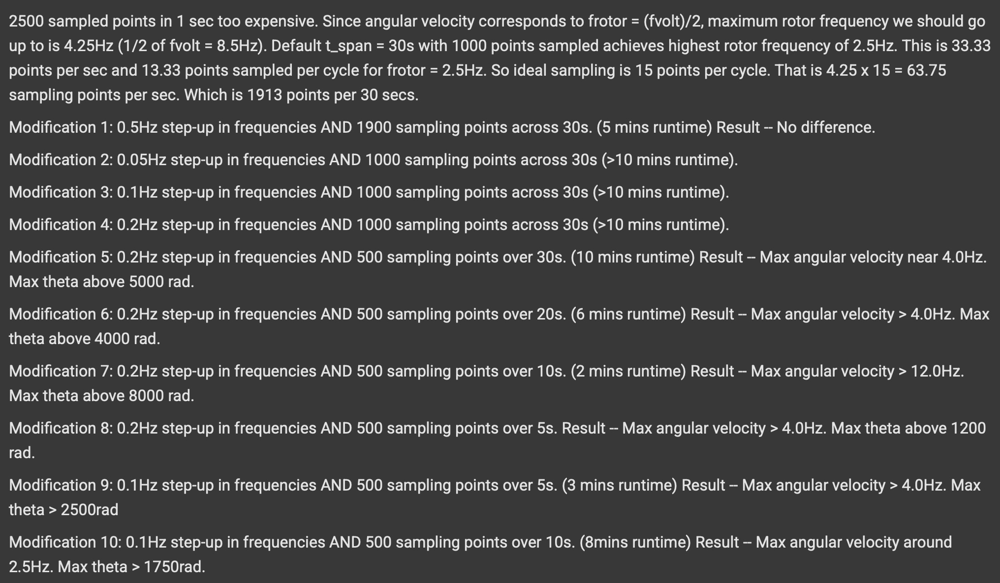 2500 sampled points in 1 sec too expensive. Since angular velocity corresponds to frotor = (fvolt)/2, maximum rotor frequency we should go
up to is 4.25Hz (1/2 of fvolt = 8.5Hz). Default t_span = 30s with 1000 points sampled achieves highest rotor frequency of 2.5Hz. This is 33.33
points per sec and 13.33 points sampled per cycle for frotor = 2.5Hz. So ideal sampling is 15 points per cycle. That is 4.25 x 15 = 63.75
sampling points per sec. Which is 1913 points per 30 secs.
Modification 1: 0.5Hz step-up in frequencies AND 1900 sampling points across 30s. (5 mins runtime) Result -- No difference.
Modification 2: 0.05Hz step-up in frequencies AND 1000 sampling points across 30s (>10 mins runtime).
Modification 3: 0.1Hz step-up in frequencies AND 1000 sampling points across 30s (>10 mins runtime).
Modification 4: 0.2Hz step-up in frequencies AND 1000 sampling points across 30s (>10 mins runtime).
Modification 5: 0.2Hz step-up in frequencies AND 500 sampling points over 30s. (10 mins runtime) Result -- Max angular velocity near 4.0Hz.
Max theta above 5000 rad.
Modification 6: 0.2Hz step-up in frequencies AND 500 sampling points over 20s. (6 mins runtime) Result -- Max angular velocity > 4.0Hz. Max
theta above 4000 rad.
Modification 7: 0.2Hz step-up in frequencies AND 500 sampling points over 10s. (2 mins runtime) Result -- Max angular velocity > 12.0Hz.
Max theta above 8000 rad.
Modification 8: 0.2Hz step-up in frequencies AND 500 sampling points over 5s. Result -- Max angular velocity > 4.0Hz. Max theta above 1200
rad.
Modification 9: 0.1Hz step-up in frequencies AND 500 sampling points over 5s. (3 mins runtime) Result -- Max angular velocity > 4.0Hz. Max
theta > 2500rad
Modification 10: 0.1Hz step-up in frequencies AND 500 sampling points over 10s. (8mins runtime) Result -- Max angular velocity around
2.5Hz. Max theta > 1750rad.